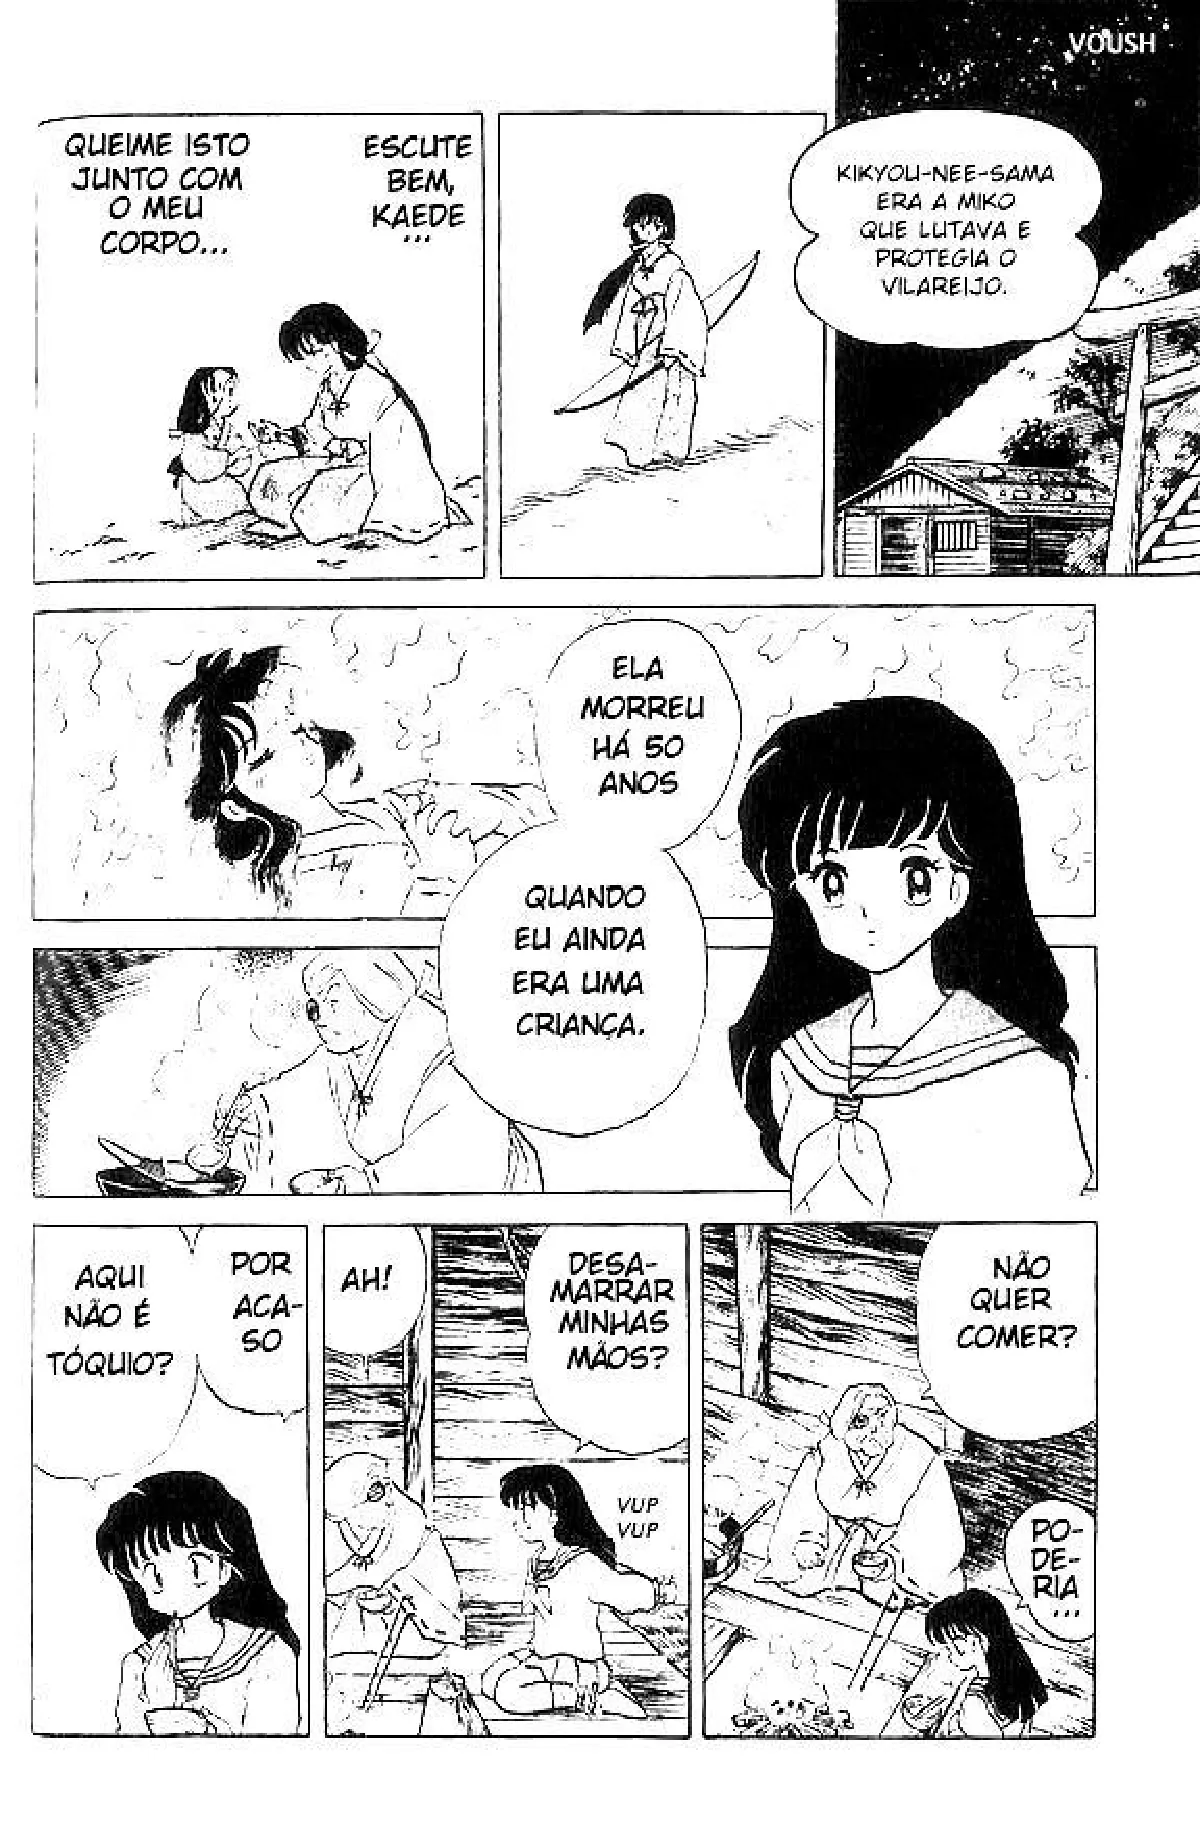 VOUSH
KIKYOU-NEE-SAMA
ERA A MIKO
QUE LUTAVA E
PROTEGIA O
VILAREIJO.
ESCUTE
BEM,
KAEDE
...
QUEIME ISTO
JUNTO COM
O MEU
CORPO...
ELA
MORREU
HÁ 50
ANOS
QUANDO
EU AINDA
ERA UMA
CRIANÇA.
NÃO
QUER
COMER?
PO-
DE-
RIA
...
DESA-
MARRAR
MINHAS
MÃOS?
VUP
VUP
AH!
POR
ACA-
SO
AQUI
NÃO É
TÓQUIO?